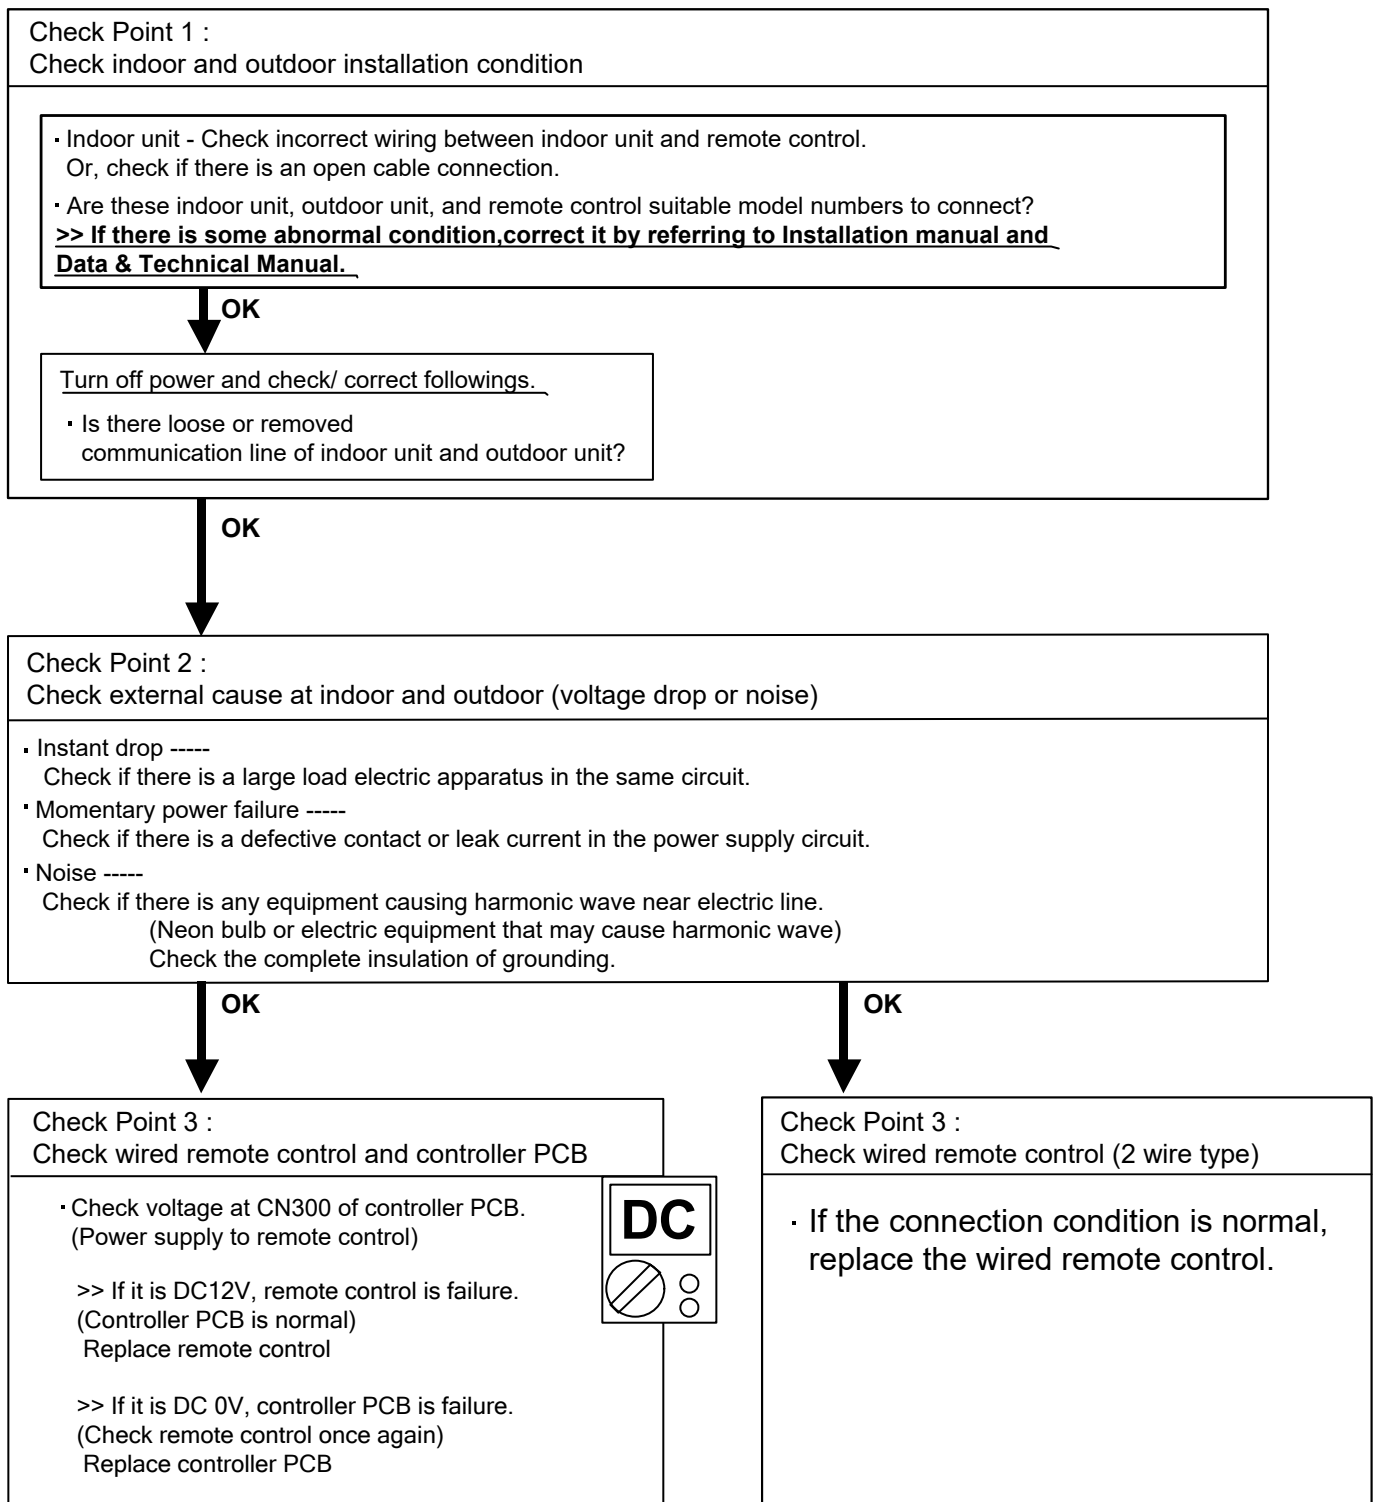 Check Point 1 :
Check indoor and outdoor installation condition
· Indoor unit - Check incorrect wiring between indoor unit and remote control.
Or, check if there is an open cable connection.
· Are these indoor unit, outdoor unit, and remote control suitable model numbers to connect?
>> If there is some abnormal condition,correct it by referring to Installation manual and
Data & Technical Manual.
OK
Turn off power and check/ correct followings.
· Is there loose or removed
communication line of indoor unit and outdoor unit?
OK
Check Point 2 :
Check external cause at indoor and outdoor (voltage drop or noise)
· Instant drop -----
Check if there is a large load electric apparatus in the same circuit.
· Momentary power failure -----
Check if there is a defective contact or leak current in the power supply circuit.
· Noise -----
Check if there is any equipment causing harmonic wave near electric line.
(Neon bulb or electric equipment that may cause harmonic wave)
Check the complete insulation of grounding.
OK
OK
Check Point 3 :
Check wired remote control and controller PCB
· Check voltage at CN300 of controller PCB.
(Power supply to remote control)
>> If it is DC12V, remote control is failure.
(Controller PCB is normal)
Replace remote control
>> If it is DC 0V, controller PCB is failure.
(Check remote control once again)
Replace controller PCB
DC
Check Point 3 :
Check wired remote control (2 wire type)
· If the connection condition is normal,
replace the wired remote control.